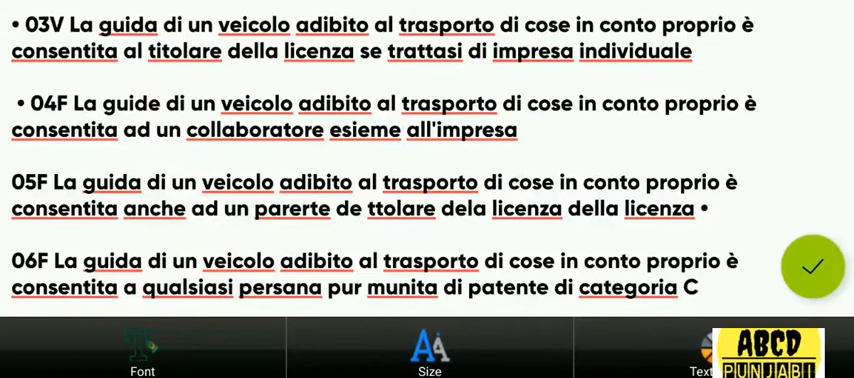 • 03V La guida di un veicolo adibito al trasporto di cose in conto proprio è
consentita al titolare della licenza se trattasi di impresa individuale
• 04F La guide di un veicolo adibito al trasporto di cose in conto proprio è
consentita ad un collaboratore esieme all'impresa
05F La guida di un veicolo adibito al trasporto di cose in conto proprio è
consentita anche ad un parerte de ttolare dela licenza della licenza •
06F La guida di un veicolo adibito al trasporto di cose in conto proprio è
consentita a qualsiasi persana pur munita di patente di categoria C
Font
Size
Text
ABCD
PUNJABI